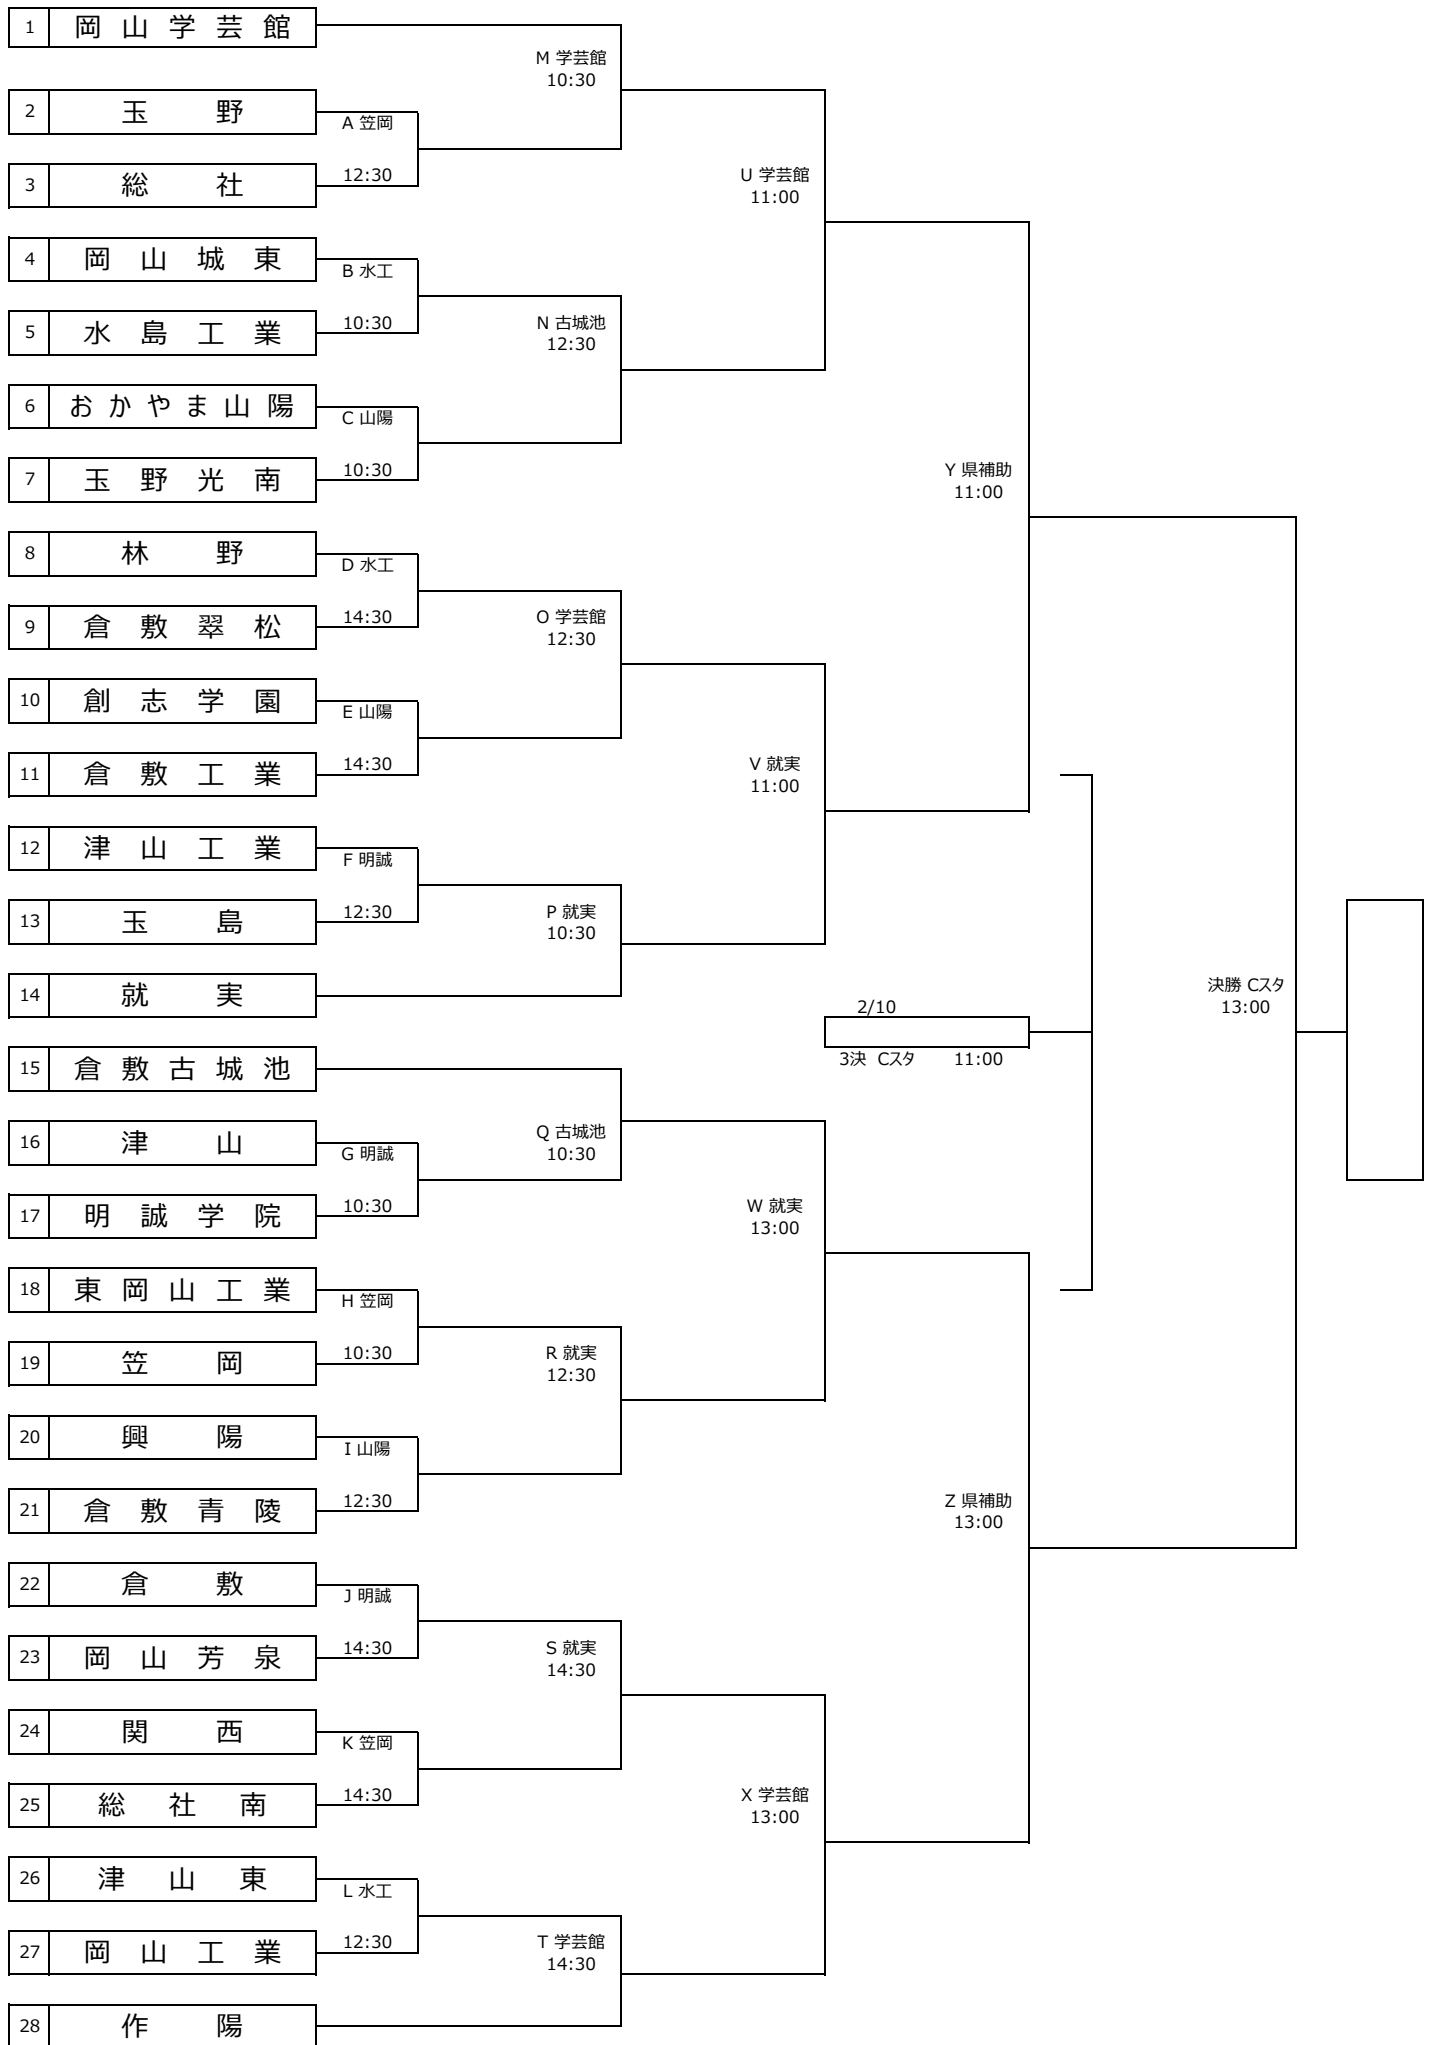 1 岡山学芸館
M 学芸館
10:30
2 玉野
A 笠岡
12:30
3 総社
U 学芸館
11:00
4 岡山城東
B 水工
10:30
5 水島工業
N 古城池
12:30
6 おかやま山陽
C 山陽
10:30
7 玉野光南
Y 県補助
11:00
8 林野
D 水工
14:30
9 倉敷翠松
O 学芸館
12:30
10 創志学園
E 山陽
14:30
11 倉敷工業
V 就実
11:00
12 津山工業
F 明誠
12:30
13 玉島
P 就実
10:30
14 就実
2/10
3決 Cスタ 11:00
決勝 Cスタ
13:00
15 倉敷古城池
Q 古城池
10:30
16 津山
G 明誠
10:30
17 明誠学院
W 就実
13:00
18 東岡山工業
H 笠岡
10:30
19 笠岡
R 就実
12:30
20 興陽
I 山陽
12:30
21 倉敷青陵
Z 県補助
13:00
22 倉敷
J 明誠
14:30
23 岡山芳泉
S 就実
14:30
24 関西
K 笠岡
14:30
25 総社南
X 学芸館
13:00
26 津山東
L 水工
12:30
27 岡山工業
T 学芸館
14:30
28 作陽